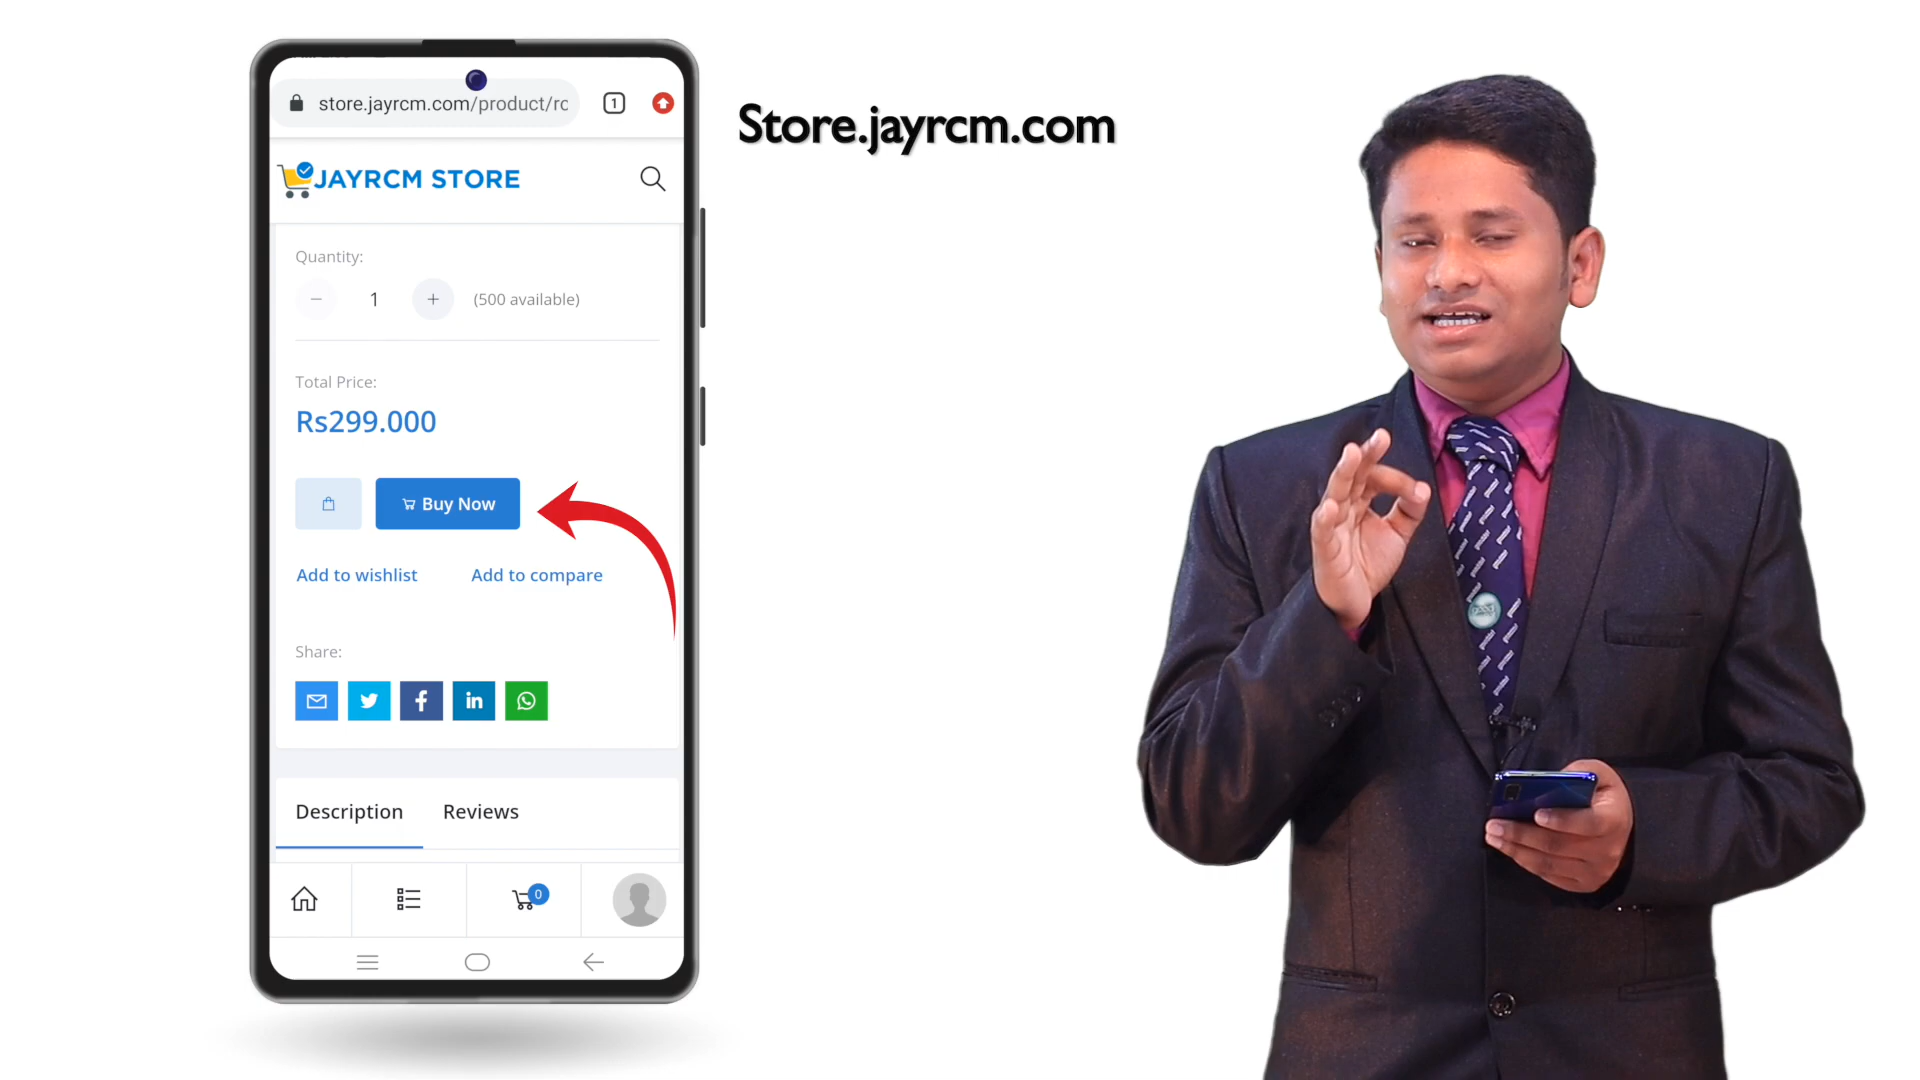 store.jayrcm.com/product/rc
1
Store.jayrcm.com
JAYRCM STORE
Quantity:
1
(500 available)
Total Price:
Rs299.000
Buy Now
Add to wishlist
Add to compare
Share:
Description
Reviews
0